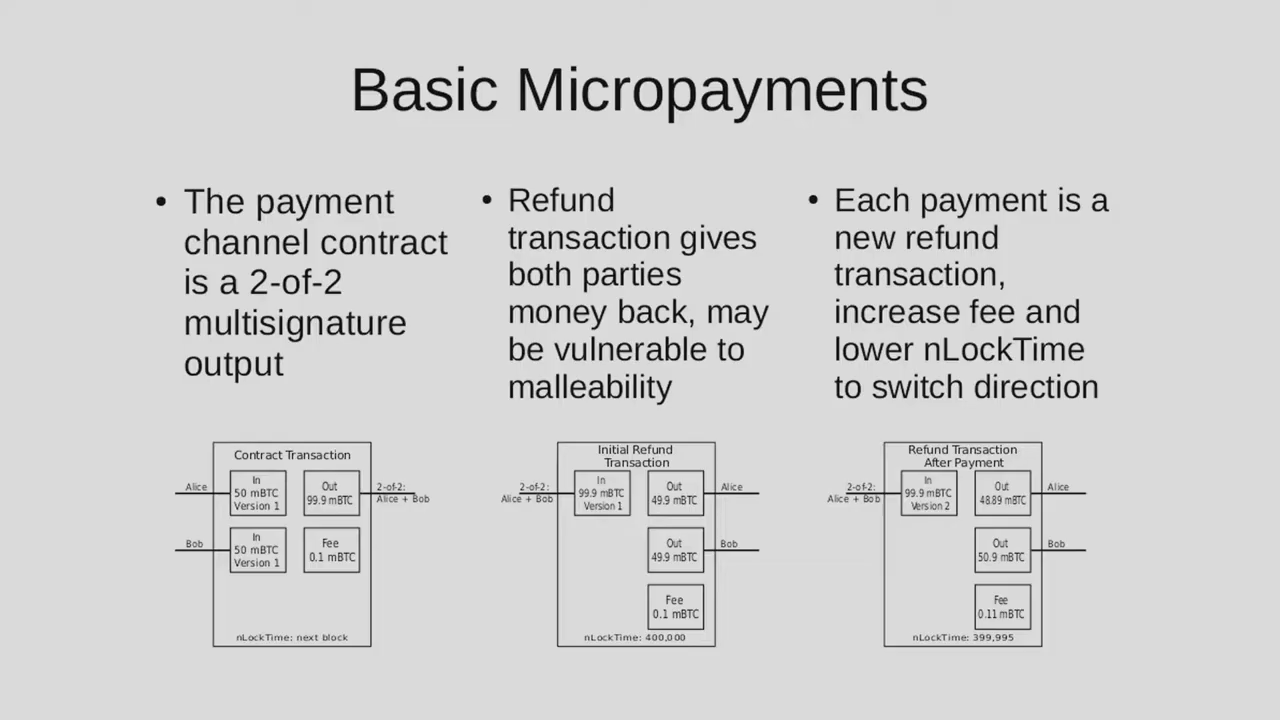 Basic Micropayments
• The payment
channel contract
is a 2-of-2
multisignature
output
• Refund
transaction gives
both parties
money back, may
be vulnerable to
malleability
• Each payment is a
new refund
transaction,
increase fee and
lower nLockTime
to switch direction
Contract Transaction
Alice
In
50 mBTC
Version 1
Out
99.9 mBTC
2-of-2:
Alice + Bob
Bob
In
50 mBTC
Version 1
Fee
0.1 mBTC
nLockTime: next block
Initial Refund
Transaction
2-of-2:
Alice + Bob
In
99.9 mBTC
Version 1
Out
49.9 mBTC
Alice
Out
49.9 mBTC
Bob
Fee
0.1 mBTC
nLockTime: 400,000
Refund Transaction
After Payment
2-of-2:
Alice + Bob
In
99.9 mBTC
Version 2
Out
48.89 mBTC
Alice
Out
50.9 mBTC
Bob
Fee
0.11 mBTC
nLockTime: 399,995